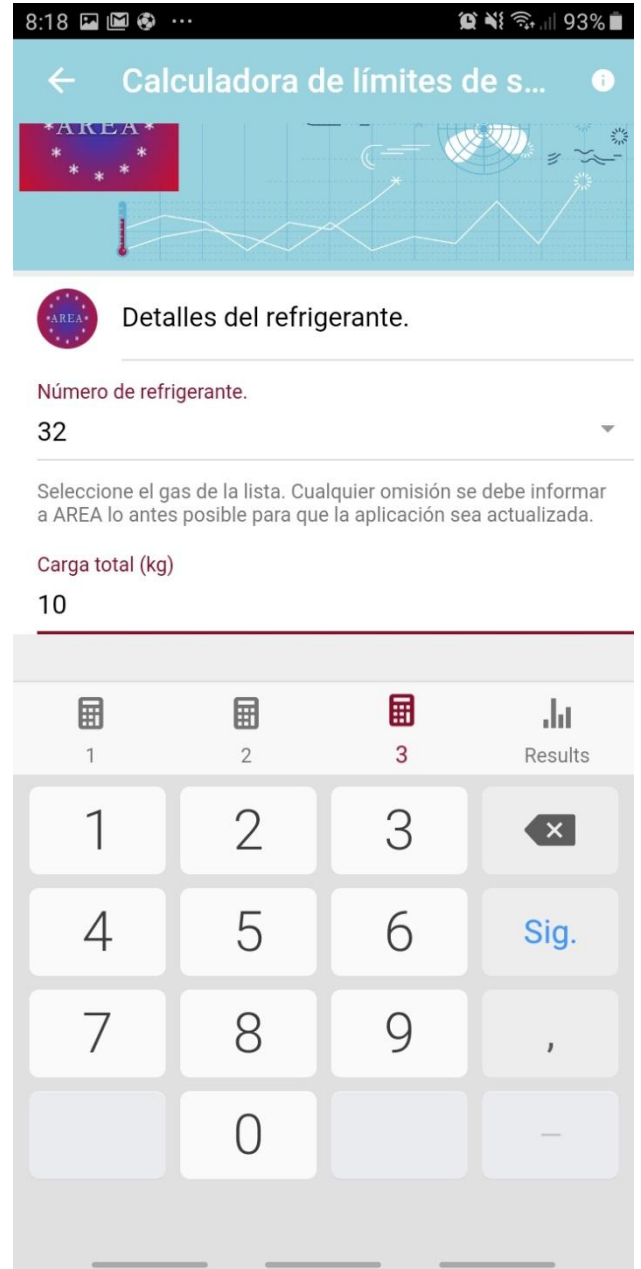 8:18 ... 93%
Calculadora de límites de s...
*AREA*
*AREA*
Detalles del refrigerante.
Número de refrigerante.
32
Seleccione el gas de la lista. Cualquier omisión se debe informar
a AREA lo antes posible para que la aplicación sea actualizada.
Carga total (kg)
10
1 2 3 Results
1 2 3
4 5 6 Sig.
7 8 9 ,
0 –